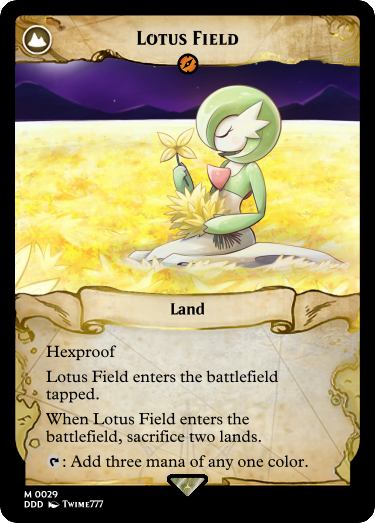 Lotus Field
Land
Hexproof
Lotus Field enters the battlefield
tapped.
When Lotus Field enters the
battlefield, sacrifice two lands.
: Add three mana of any one color.
M 0029
DDD Twime777